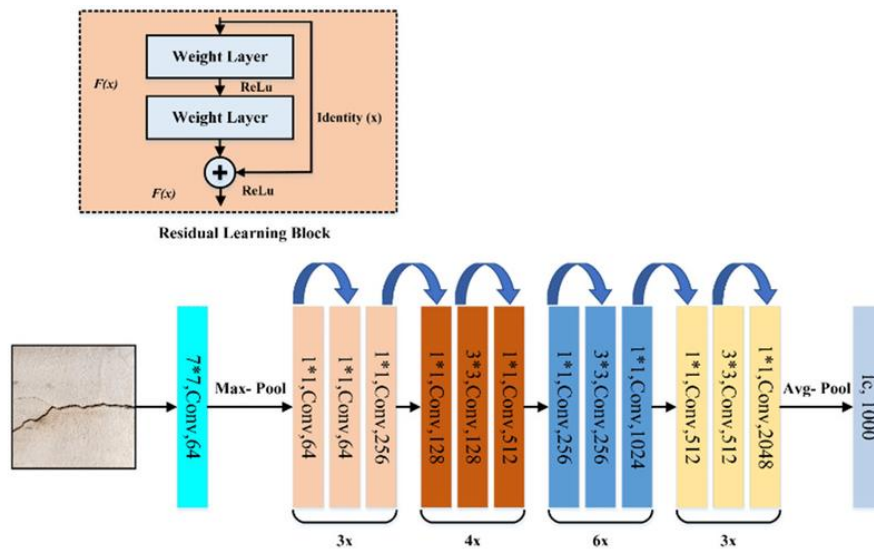 Weight Layer
F(x)
ReLu
Weight Layer
Identity (x)
+
F(x)
ReLu
Residual Learning Block
7*7,Conv,64
Max- Pool
1*1,Conv,64
1*1,Conv,64
1*1,Conv,256
1*1,Conv,128
3*3,Conv,128
1*1,Conv,512
1*1,Conv,256
3*3,Conv,256
1*1,Conv,1024
1*1,Conv,512
3*3,Conv,512
1*1,Conv,2048
Avg- Pool
fc, 1000
3x
4x
6x
3x